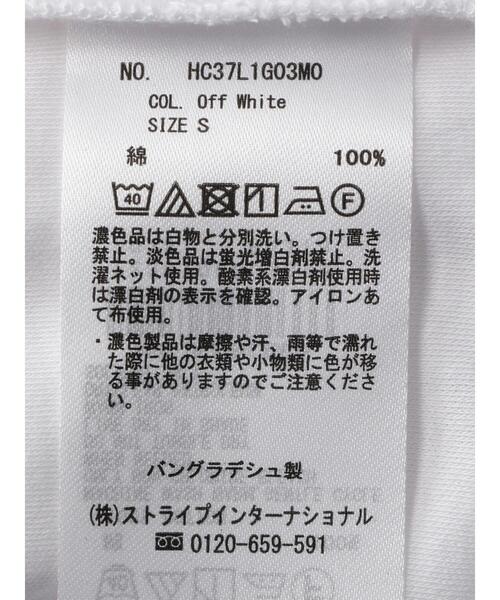 NO. HC37L1G03M0
COL. Off White
SIZE S
綿 100%
40 F
濃色品は白物と分別洗い。つけ置き
禁止。淡色品は蛍光増白剤禁止。洗
濯ネット使用。酸素系漂白剤使用時
は漂白剤の表示を確認。アイロンあ
て布使用。
・濃色製品は摩擦や汗、雨等で濡れ
た際に他の衣類や小物類に色が移
る事がありますのでご注意くださ
い。
バングラデシュ製
(株)ストライプインターナショナル
0120-659-591